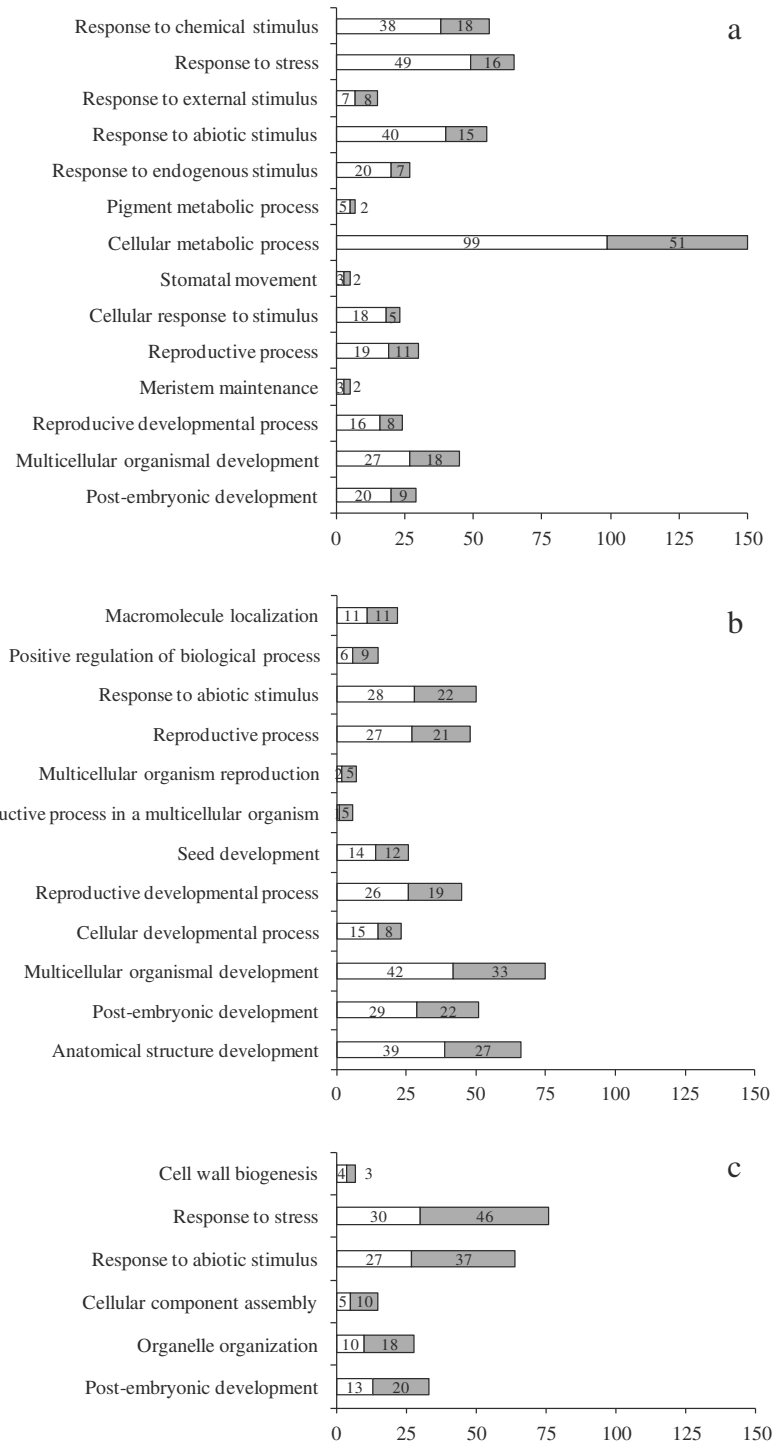 a
Response to chemical stimulus 38 18
Response to stress 49 16
Response to external stimulus 7 8
Response to abiotic stimulus 40 15
Response to endogenous stimulus 20 7
Pigment metabolic process 5 2
Cellular metabolic process 99 51
Stomatal movement 3 2
Cellular response to stimulus 18 5
Reproductive process 19 11
Meristem maintenance 3 2
Reproducive developmental process 16 8
Multicellular organismal development 27 18
Post-embryonic development 20 9
0 25 50 75 100 125 150
b
Macromolecule localization 11 11
Positive regulation of biological process 6 9
Response to abiotic stimulus 28 22
Reproductive process 27 21
Multicellular organism reproduction 2 5
uctive process in a multicellular organism 5
Seed development 14 12
Reproductive developmental process 26 19
Cellular developmental process 15 8
Multicellular organismal development 42 33
Post-embryonic development 29 22
Anatomical structure development 39 27
0 25 50 75 100 125 150
c
Cell wall biogenesis 4 3
Response to stress 30 46
Response to abiotic stimulus 27 37
Cellular component assembly 5 10
Organelle organization 10 18
Post-embryonic development 13 20
0 25 50 75 100 125 150